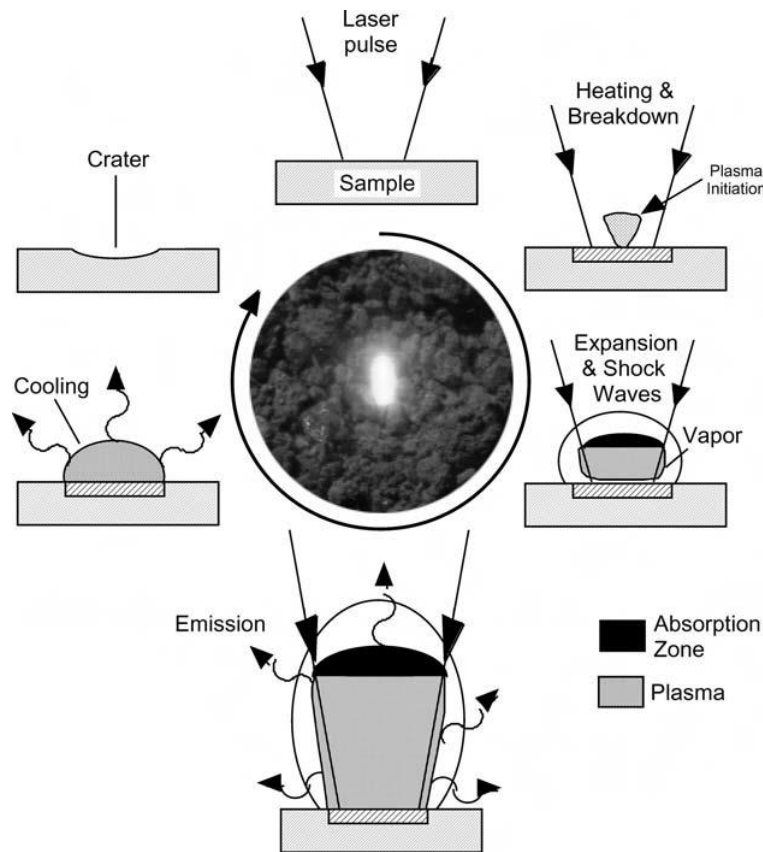 Laser
pulse
Sample
Heating &
Breakdown
Plasma
Initiation
Expansion
& Shock
Waves
Vapor
Emission
Absorption
Zone
Plasma
Cooling
Crater